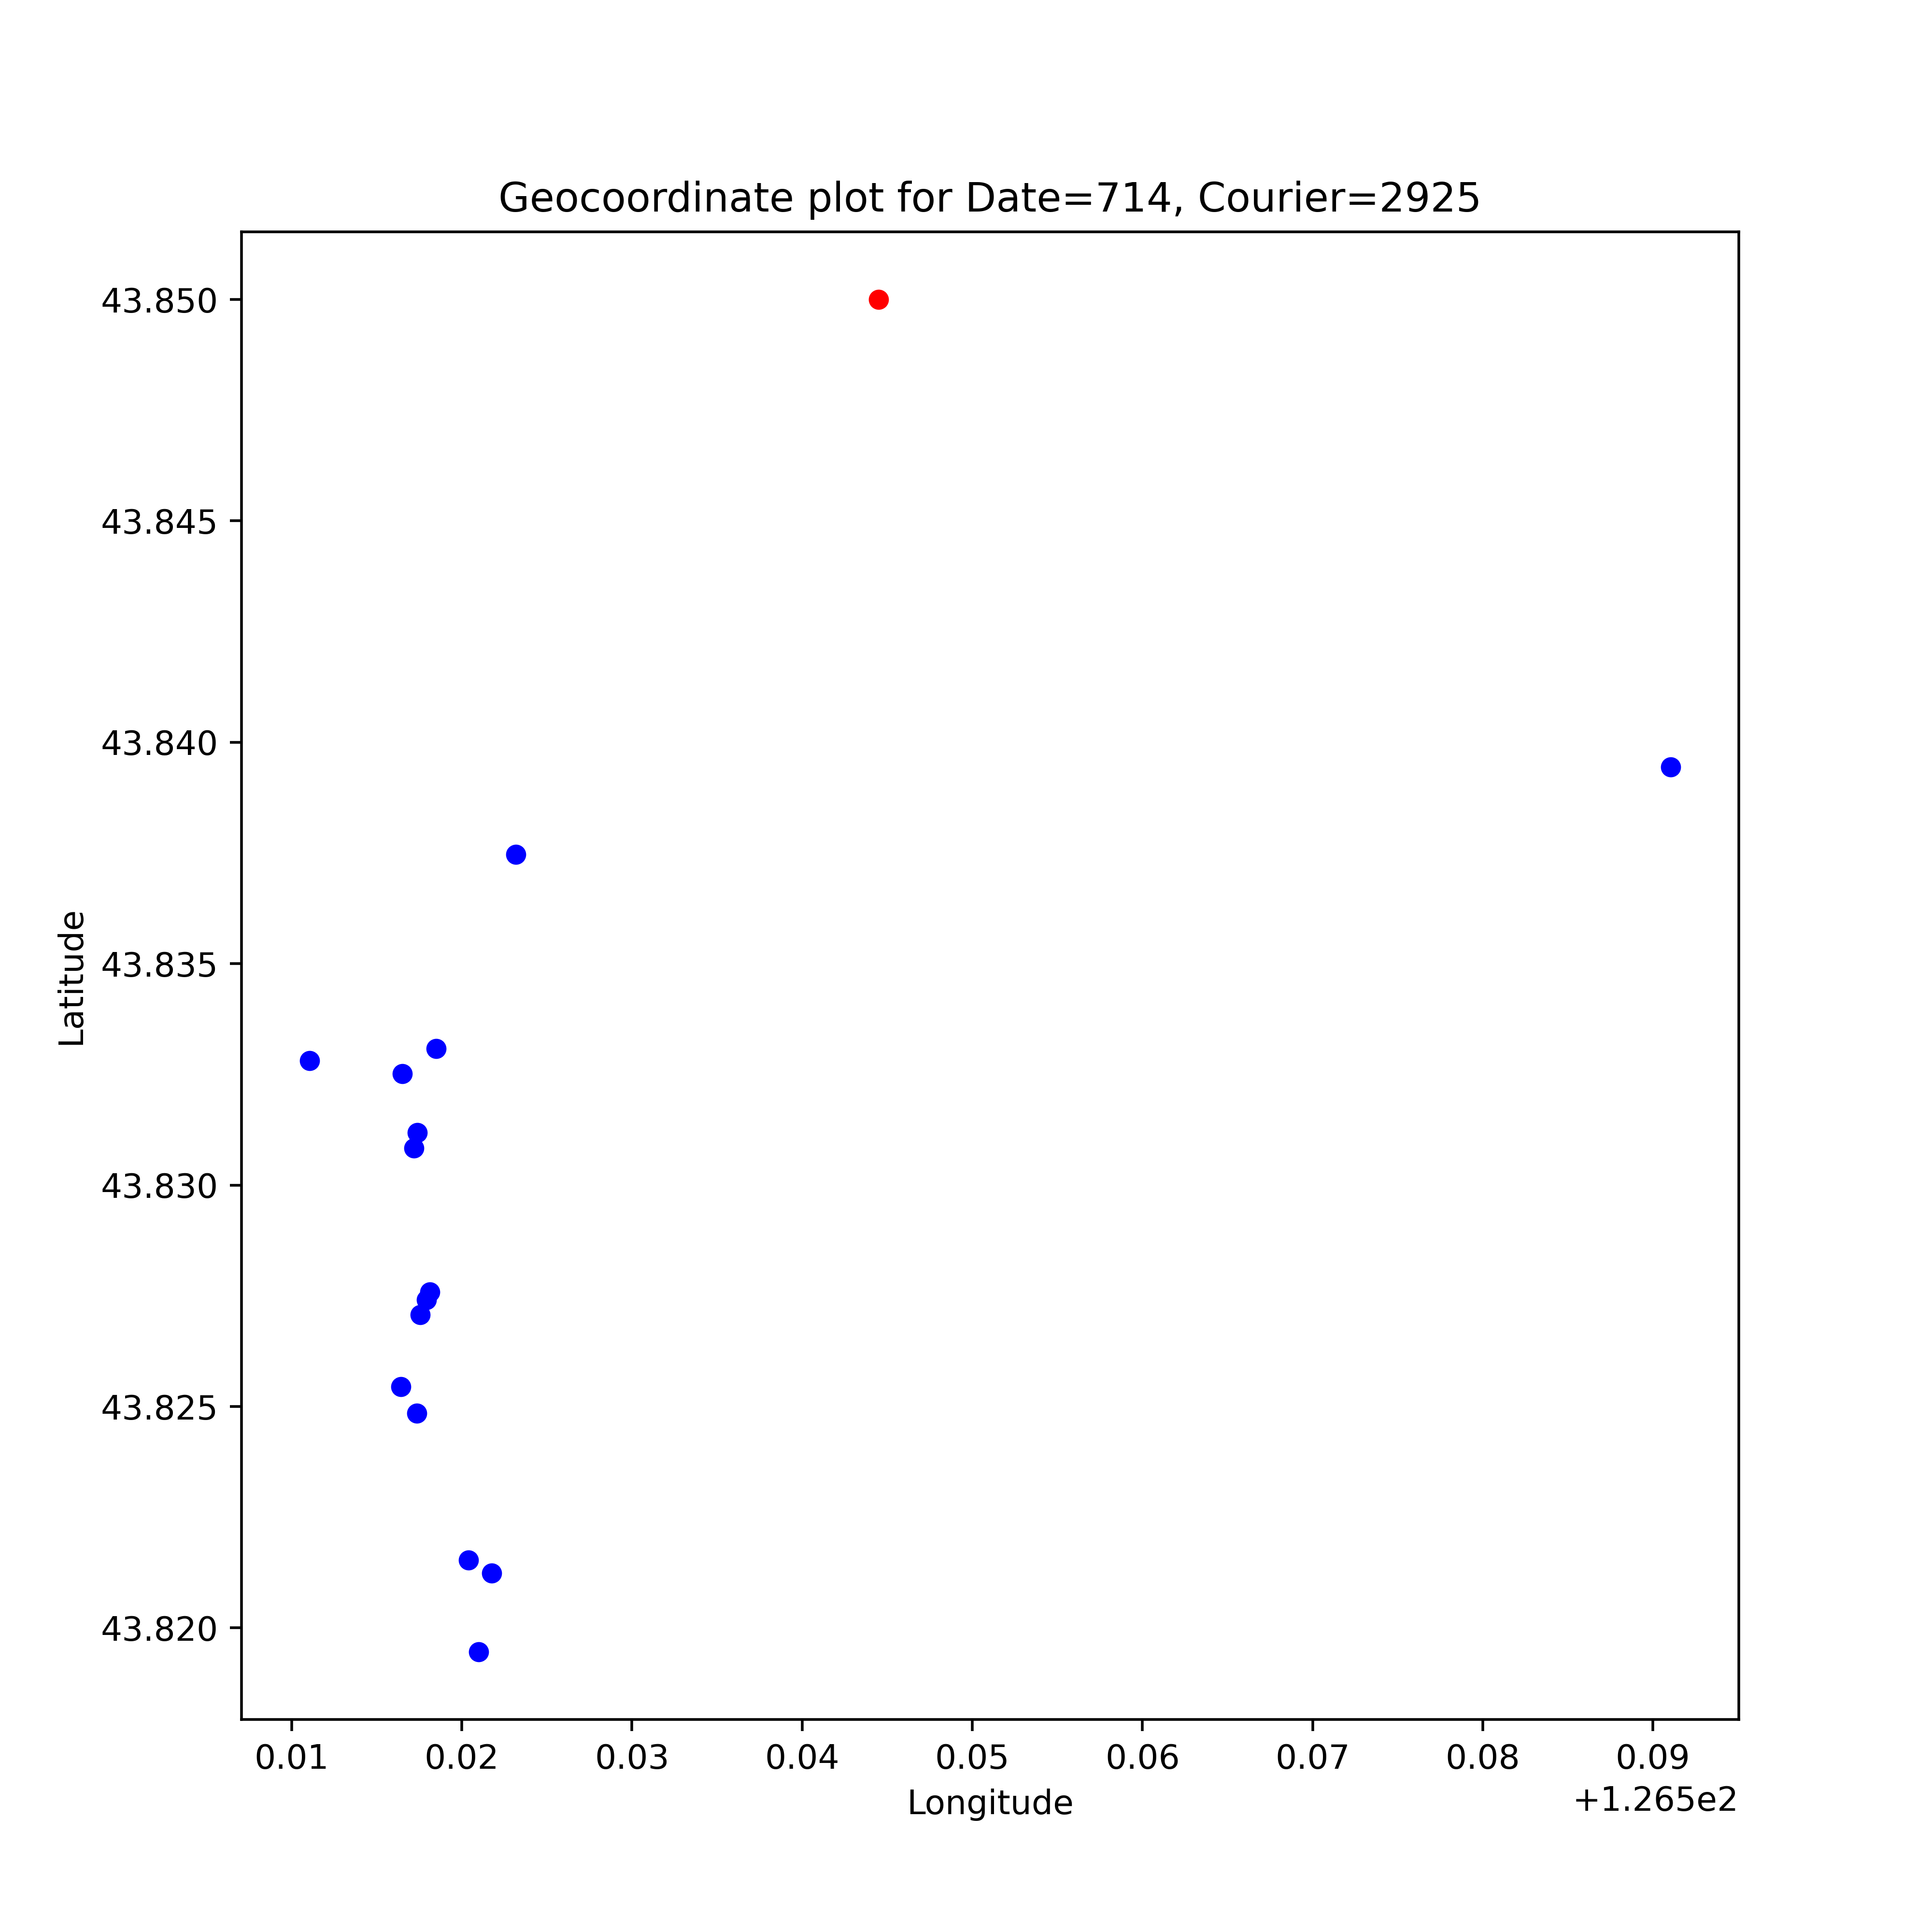 Geocoordinate plot for Date=714, Courier=2925
43.850
43.845
43.840
43.835
43.830
43.825
43.820
Latitude
0.01 0.02 0.03 0.04 0.05 0.06 0.07 0.08 0.09
+1.265e2
Longitude